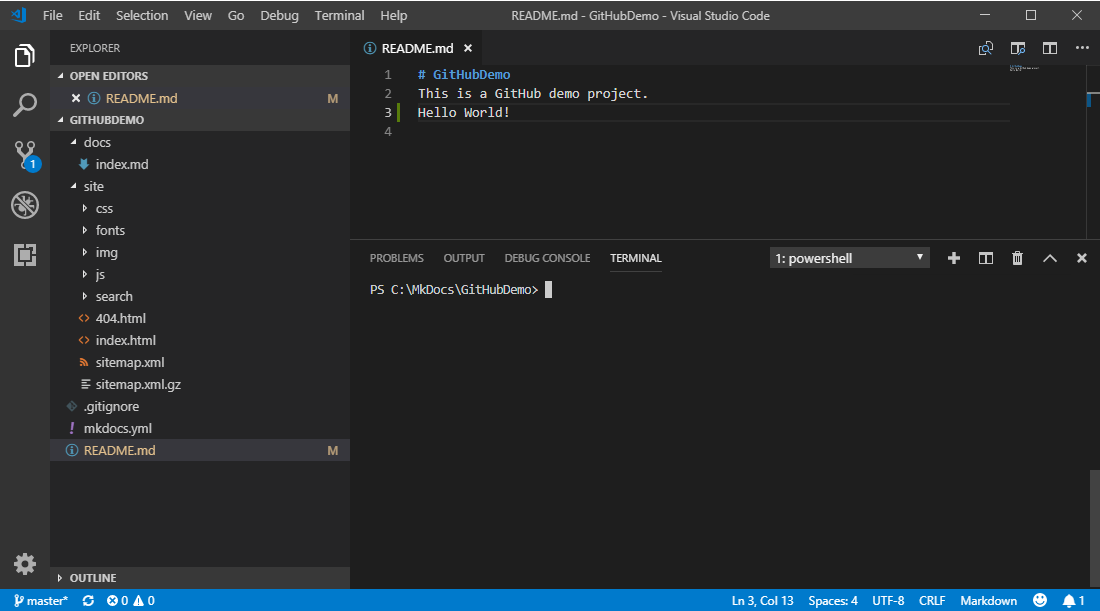 File Edit Selection View Go Debug Terminal Help README.md - GitHubDemo - Visual Studio Code
EXPLORER
OPEN EDITORS
README.md M
GITHUBDEMO
docs
index.md
site
css
fonts
img
js
search
404.html
index.html
sitemap.xml
sitemap.xml.gz
.gitignore
mkdocs.yml
README.md M
OUTLINE
1
README.md
1 # GitHubDemo
2 This is a GitHub demo project.
3 Hello World!
4
PROBLEMS OUTPUT DEBUG CONSOLE TERMINAL 1: powershell
PS C:\MkDocs\GitHubDemo>
master* 0 0 Ln 3, Col 13 Spaces: 4 UTF-8 CRLF Markdown 1